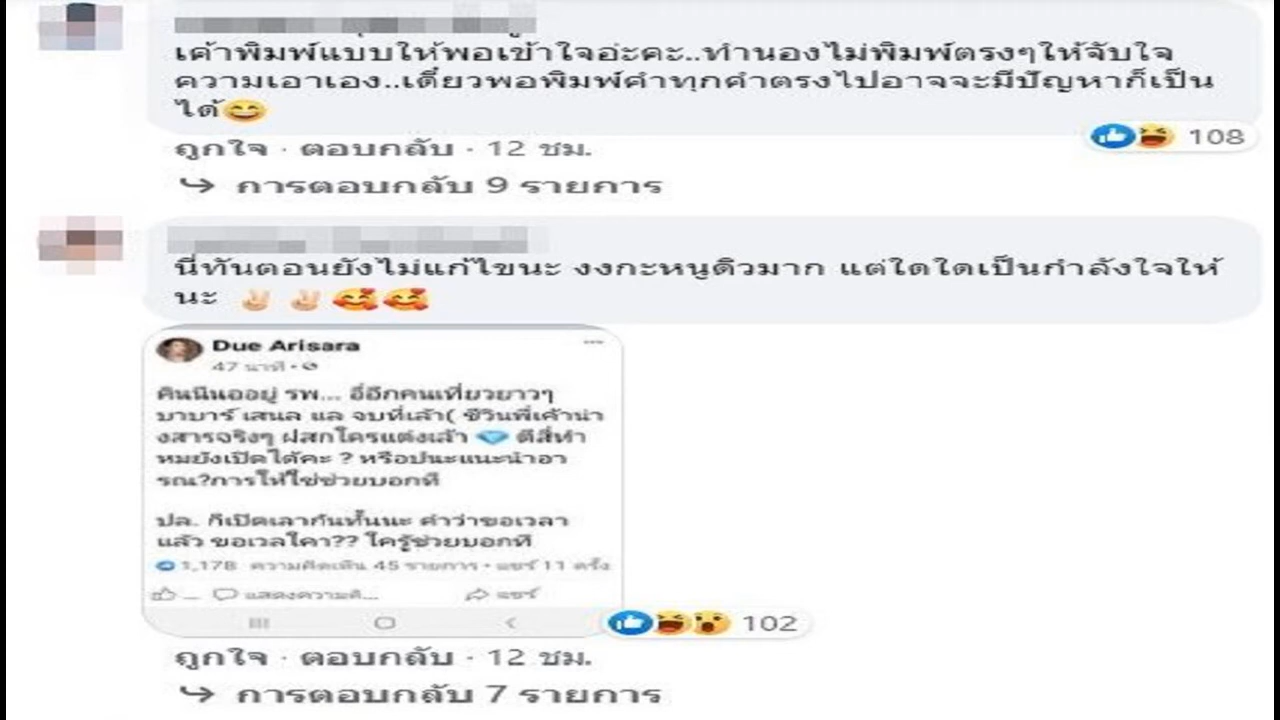 เค้าพิมพ์แบบให้พอเข้าใจอ่ะคะ..ทำนองไม่พิมพ์ตรงๆให้จับใจ
ความเอาเอง..เดี๋ยวพอพิมพ์คำทุกคำตรงไปอาจจะมีปัญหาก็เป็น
ได้😄
108
ถูกใจ · ตอบกลับ · 12 ชม.
การตอบกลับ 9 รายการ
นี่ทันตอนยังไม่แก้ไขนะ งงกะหนูดิวมาก แต่ใดใดเป็นกำลังใจให้
นะ ✌🏻 ✌🏻 🥰🥰
Due Arisara
47 นาที
คืนนี้นออยู่ รพ... อี่อีกคนเที่ยวยาวๆ
บาบาร์ เสนล แล จบที่เล้า( ชีวินพี่เค้าน่า
งสารจริงๆ ฝสกใครแต่งเล้า 💎 ตีสี่ทำ
หมยังเปิดได้คะ ? หรือปนะแนะนำอา
รณ?การให้ใช่ช่วยบอกที
ปล. ก็เปิดเลากันทั้นนะ คำว่าขอเวลา
แล้ว ขอเวลใคา?? ใครู้ช่วยบอกที
1,178 ความคิดเห็น 45 รายการ • แชร์ 11 ครั้ง
แสดงความคิ... แชร์
102
ถูกใจ · ตอบกลับ · 12 ชม.
การตอบกลับ 7 รายการ